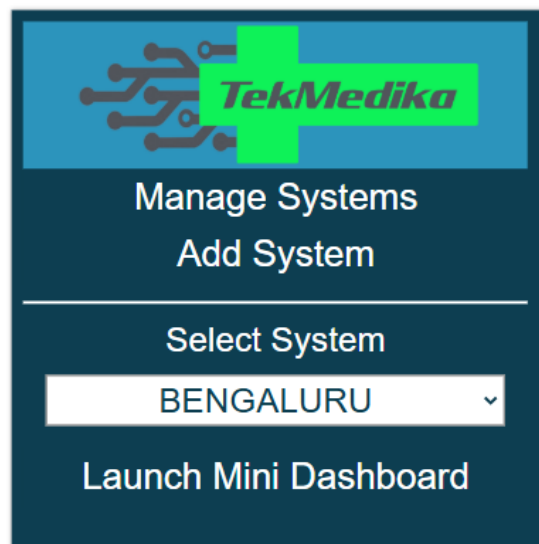 TekMedika
Manage Systems
Add System
Select System
BENGALURU
Launch Mini Dashboard